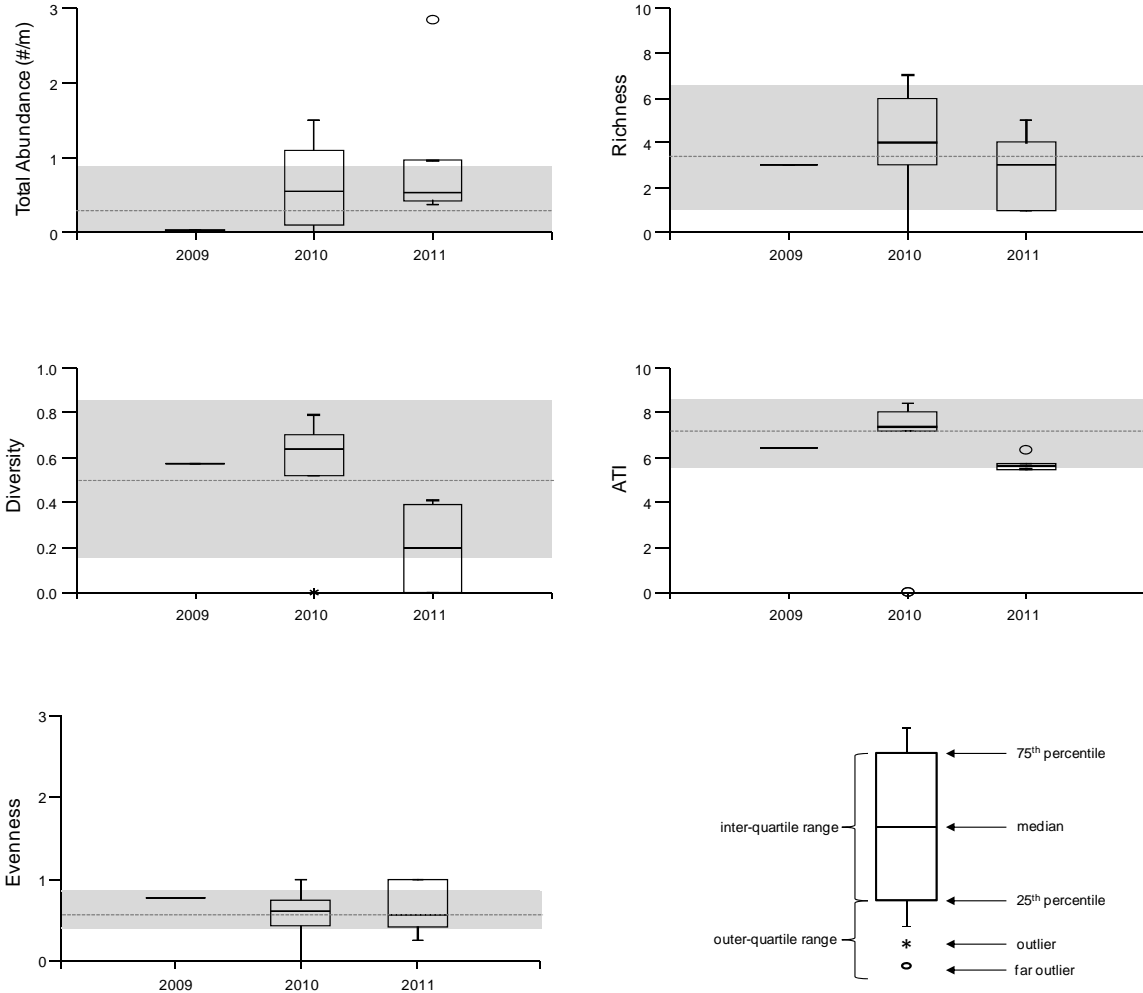 Total Abundance (#/m)
3
2
1
0
2009 2010 2011
Richness
10
8
6
4
2
0
2009 2010 2011
Diversity
1.0
0.8
0.6
0.4
0.2
0.0
2009 2010 2011
ATI
10
8
6
4
2
0
2009 2010 2011
Evenness
3
2
1
0
2009 2010 2011
75th percentile
inter-quartile range
median
25th percentile
outer-quartile range
outlier
far outlier